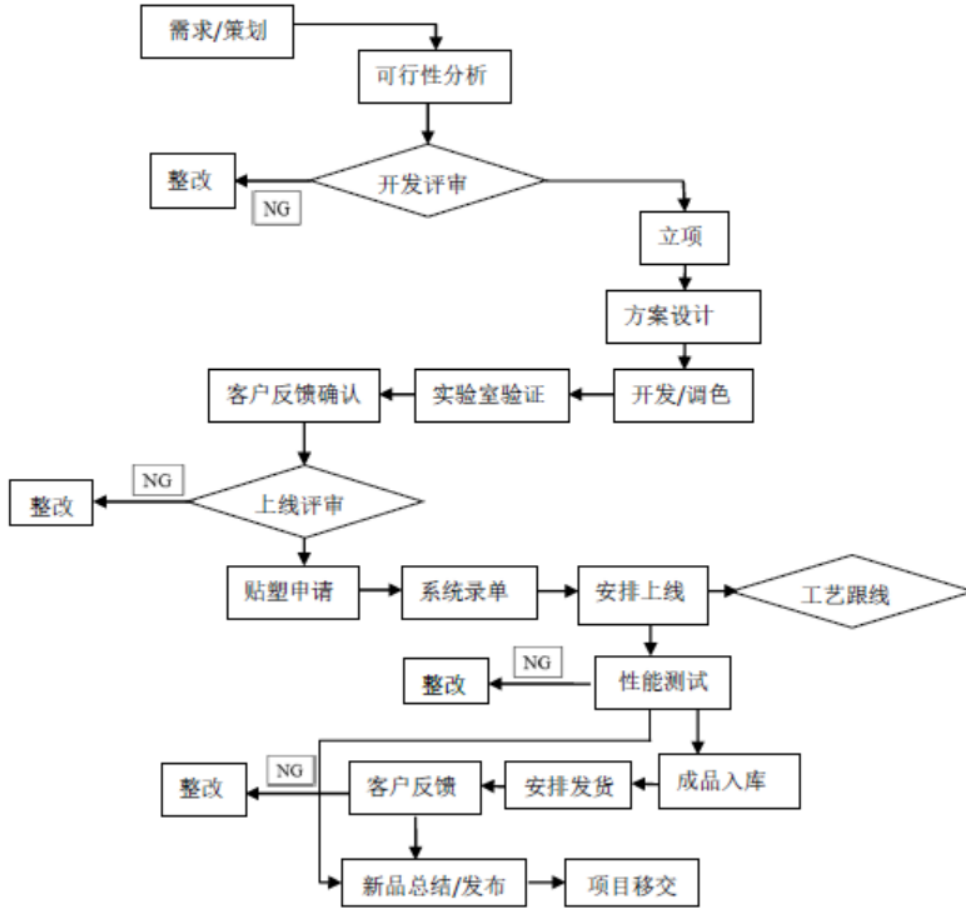 需求/策划
可行性分析
开发评审
整改
NG
立项
方案设计
客户反馈确认
实验室验证
开发/调色
NG
整改
上线评审
贴塑申请
系统录单
安排上线
工艺跟线
NG
整改
性能测试
NG
整改
客户反馈
安排发货
成品入库
新品总结/发布
项目移交